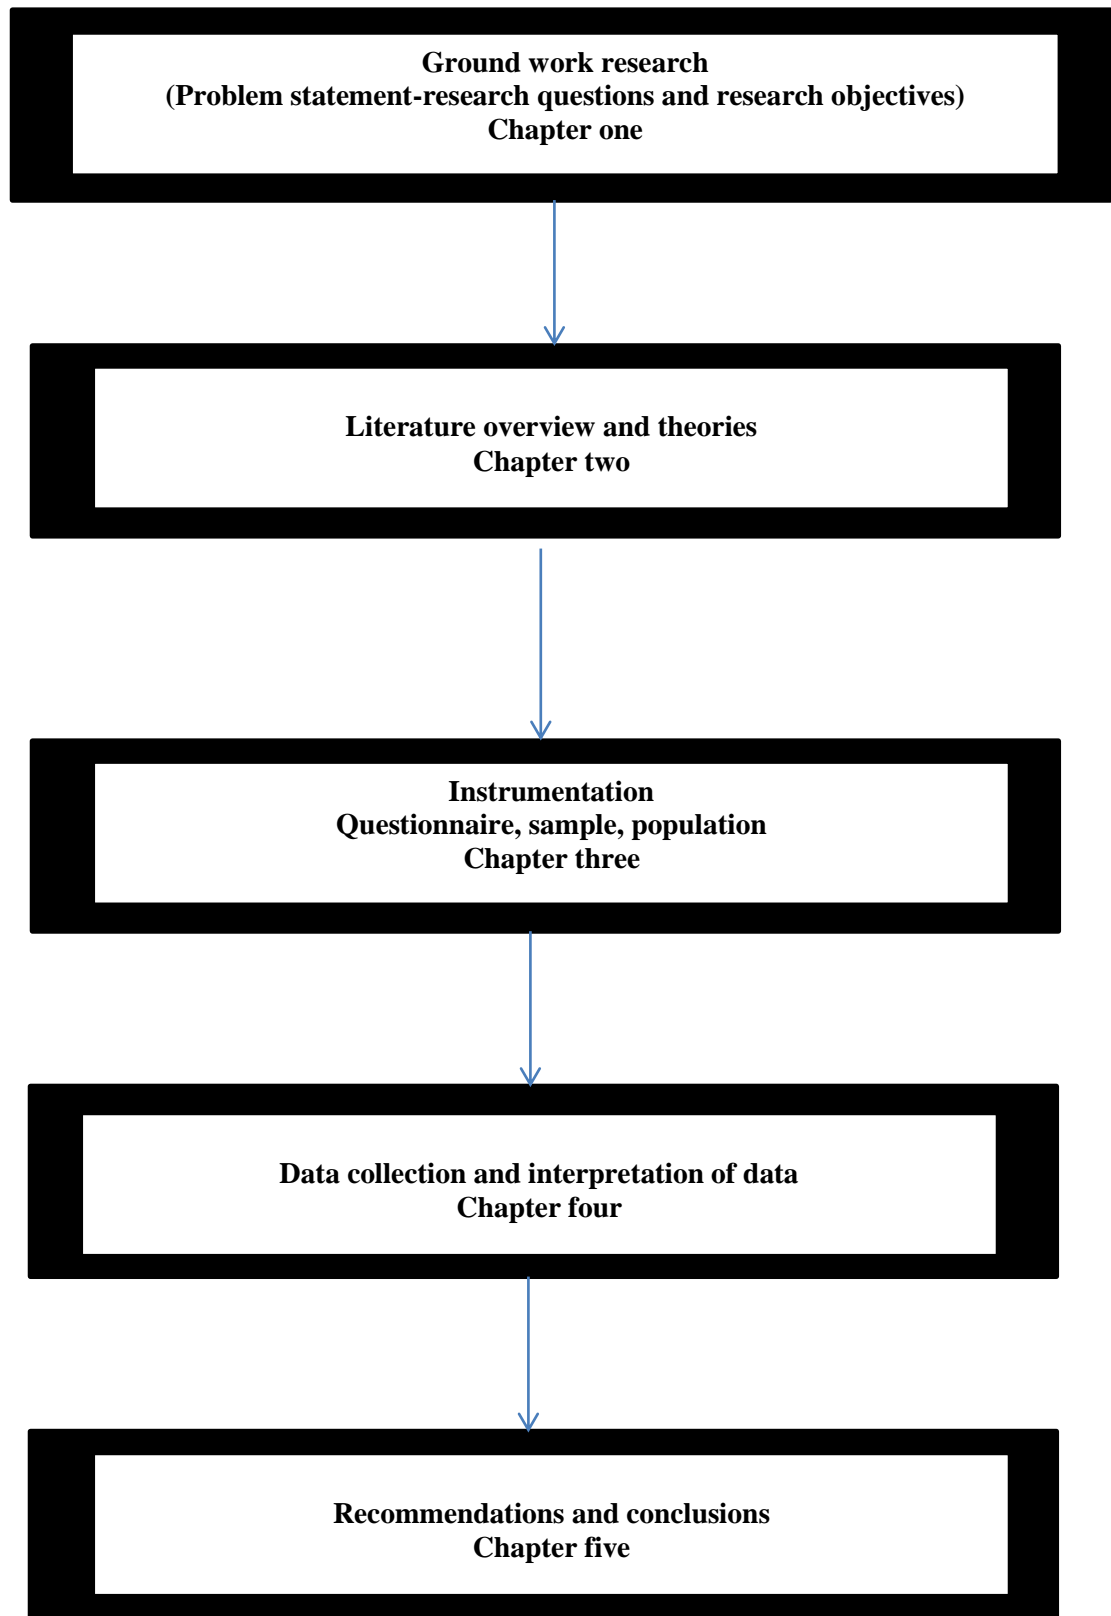 Ground work research
(Problem statement-research questions and research objectives)
Chapter one
Literature overview and theories
Chapter two
Instrumentation
Questionnaire, sample, population
Chapter three
Data collection and interpretation of data
Chapter four
Recommendations and conclusions
Chapter five